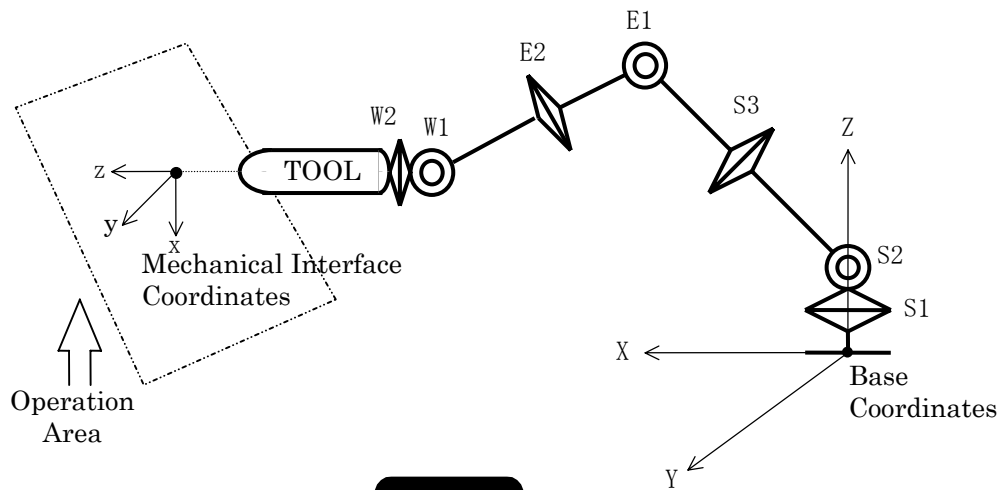 E1
E2
S3
W2
W1
Z
TOOL
z
y
x
Mechanical Interface
Coordinates
S2
S1
X
Base
Coordinates
Operation
Area
Y